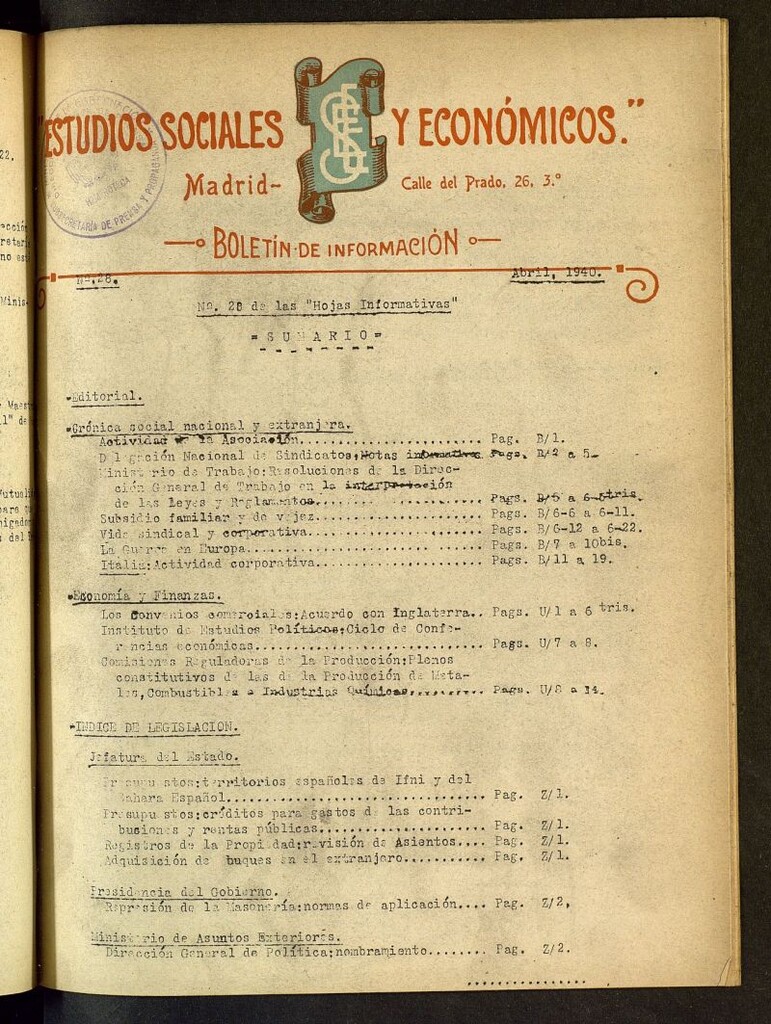 "ESTUDIOS SOCIALES Y ECONÓMICOS."
Madrid- Calle del Prado, 26, 3.º
BOLETÍN DE INFORMACIÓN
Nº.28. Abril, 1940.
Nº. 28 de las "Hojas Informativas"
=SUMARIO=
-Editorial.
-Crónica social nacional y extranjera.
Actividad de la Asociación....................... Pag. B/1.
Delegación Nacional de Sindicatos:Notas informativas Pags. B/2 a 5
Ministerio de Trabajo:Resoluciones de la Direc-
ción General de Trabajo en la interpretación
de las Leyes y Reglamentos..................... Pags. B/5 a 6-5tris.
Subsidio familiar y de vejez..................... Pags. B/6-6 a 6-11.
Vida sindical y corporativa...................... Pags. B/6-12 a 6-22.
La Guerra en Europa.............................. Pags. B/7 a 10bis.
Italia:Actividad corporativa..................... Pags. B/11 a 19.
-Economía y Finanzas.
Los Convenios comerciales:Acuerdo con Inglaterra.. Pags. U/1 a 6 tris.
Instituto de Estudios Políticos:Ciclo de Confe-
rencias económicas............................. Pags. U/7 a 8.
Comisiones Reguladoras de la Producción:Plenos
constitutivos de las de la Producción de Meta-
les,Combustibles e Industrias Químicas.......... Pags. U/8 a 14.
-INDICE DE LEGISLACION.
Jefatura del Estado.
Presupuestos:territorios españoles de Ifni y del
Sahara Español................................. Pag. Z/1.
Presupuestos:créditos para gastos de las contri-
buciones y rentas públicas..................... Pag. Z/1.
Registros de la Propiedad:revisión de Asientos.... Pag. Z/1.
Adquisición de buques en el extranjero........... Pag. Z/1.
Presidencia del Gobierno.
Represión de la Masonería:normas de aplicación.... Pag. Z/2,
Ministerio de Asuntos Exteriores.
Dirección General de Política:nombramiento........ Pag. Z/2.
...............